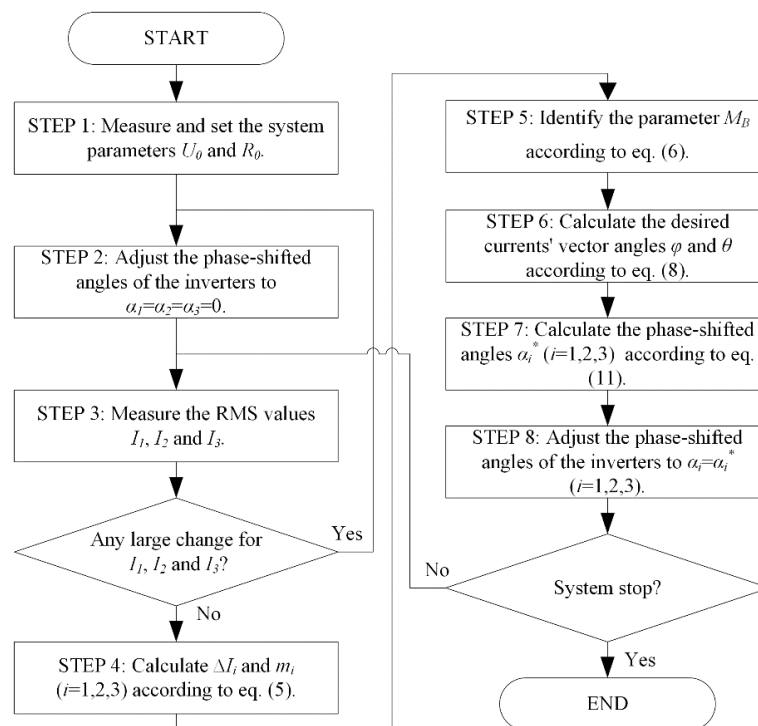 START
STEP 1: Measure and set the system
parameters U₀ and R₀.
STEP 2: Adjust the phase-shifted
angles of the inverters to
α₁=α₂=α₃=0.
STEP 3: Measure the RMS values
I₁, I₂ and I₃.
Any large change for
I₁, I₂ and I₃?
Yes
No
STEP 4: Calculate ΔIᵢ and mᵢ
(i=1,2,3) according to eq. (5).
STEP 5: Identify the parameter M_B
according to eq. (6).
STEP 6: Calculate the desired
currents' vector angles φ and θ
according to eq. (8).
STEP 7: Calculate the phase-shifted
angles αᵢ* (i=1,2,3) according to eq.
(11).
STEP 8: Adjust the phase-shifted
angles of the inverters to αᵢ=αᵢ*
(i=1,2,3).
System stop?
No
Yes
END